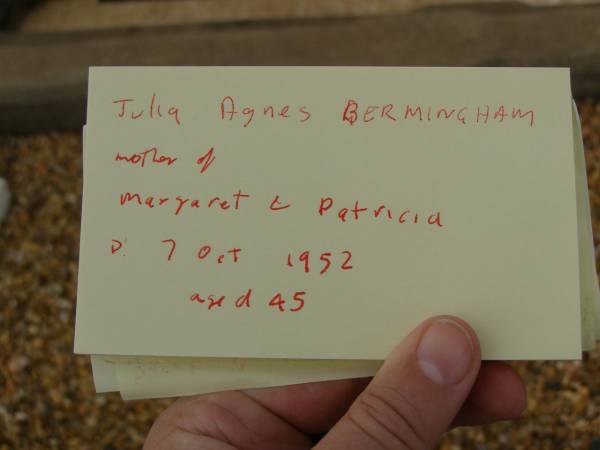 Julia Agnes BERMINGHAM
mother of
Margaret & Patricia
D: 7 Oct 1952
aged 45